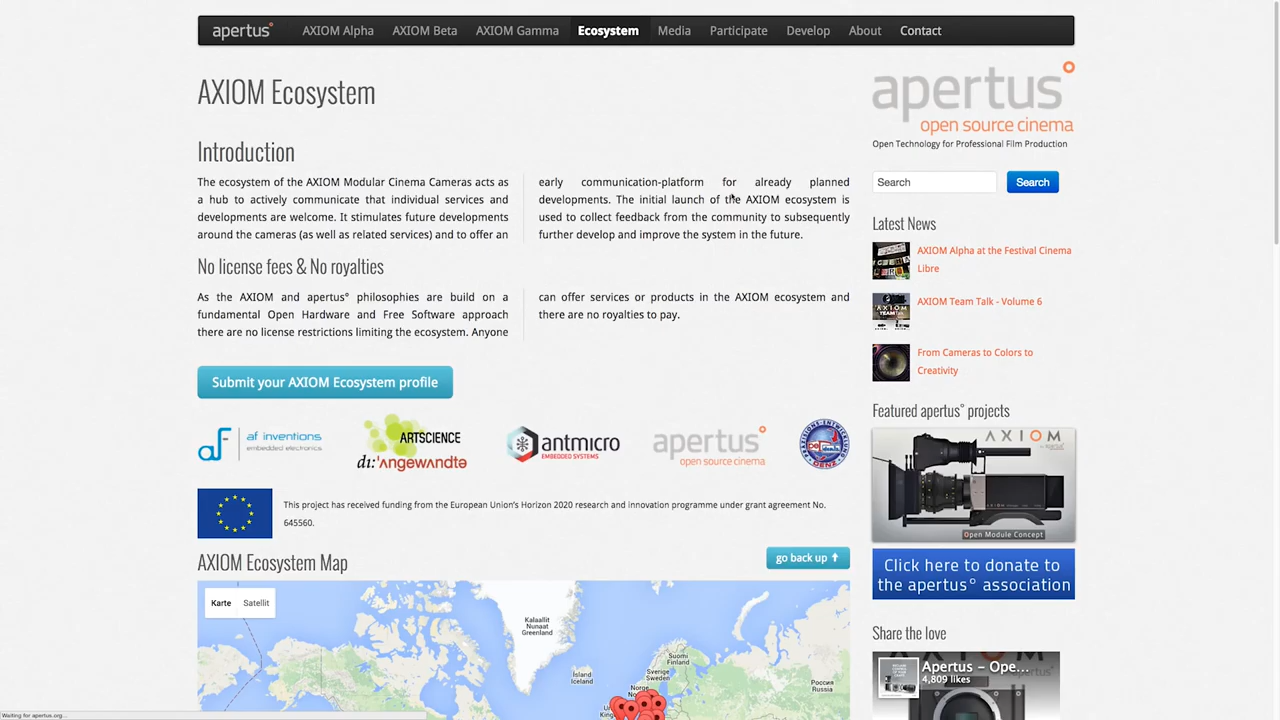 apertus° AXIOM Alpha AXIOM Beta AXIOM Gamma Ecosystem Media Participate Develop About Contact
AXIOM Ecosystem
Introduction
The ecosystem of the AXIOM Modular Cinema Cameras acts as
a hub to actively communicate that individual services and
developments are welcome. It stimulates future developments
around the cameras (as well as related services) and to offer an
early communication-platform for already planned
developments. The initial launch of the AXIOM ecosystem is
used to collect feedback from the community to subsequently
further develop and improve the system in the future.
No license fees & No royalties
As the AXIOM and apertus° philosophies are build on a
fundamental Open Hardware and Free Software approach
there are no license restrictions limiting the ecosystem. Anyone
can offer services or products in the AXIOM ecosystem and
there are no royalties to pay.
Submit your AXIOM Ecosystem profile
af inventions
embedded electronics
ARTSCIENCE
di:'angewandte
antmicro
EMBEDDED SYSTEMS
apertus°
open source cinema
DENZ
This project has received funding from the European Union's Horizon 2020 research and innovation programme under grant agreement No.
645560.
AXIOM Ecosystem Map
go back up ↑
Karte Satellit
Kalaallit
Nunaat
Greenland
Ísland
Iceland
Suomi
Finland
Sverige
Sweden
Norge
Россия
Russia
apertus°
open source cinema
Open Technology for Professional Film Production
Search
Search
Latest News
AXIOM Alpha at the Festival Cinema
Libre
AXIOM Team Talk - Volume 6
From Cameras to Colors to
Creativity
Featured apertus° projects
AXIOM
Open Module Concept
Click here to donate to
the apertus° association
Share the love
Apertus – Ope...
4,809 likes
Waiting for apertus.org...